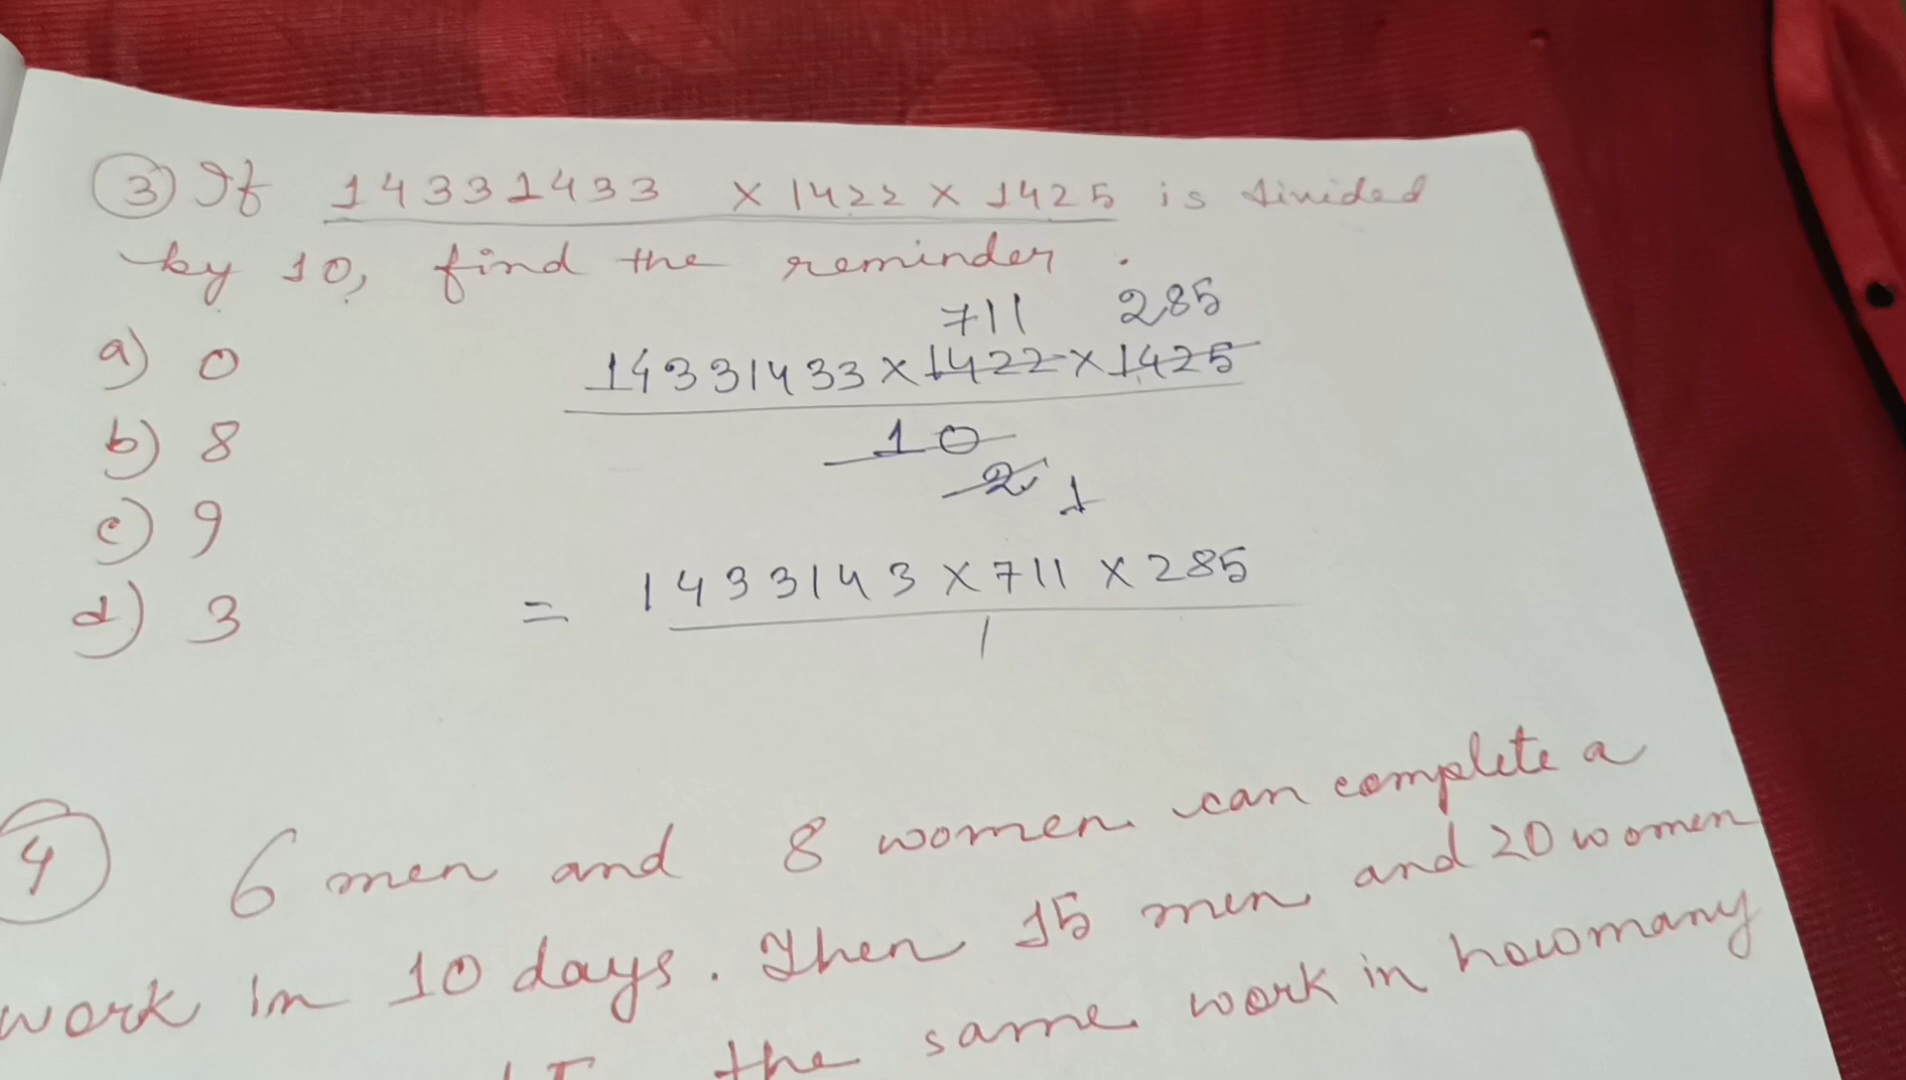 3) If 14331433 × 1422 × 1425 is divided
by 10, find the reminder.
711 285
a) 0
14331433 × 1422 × 1425
b) 8
10
2 1
c) 9
d) 3
= 1433143 × 711 × 285
1
4 6 men and 8 women can complete a
work in 10 days. Then 15 men and 20 women
the same work in howmany